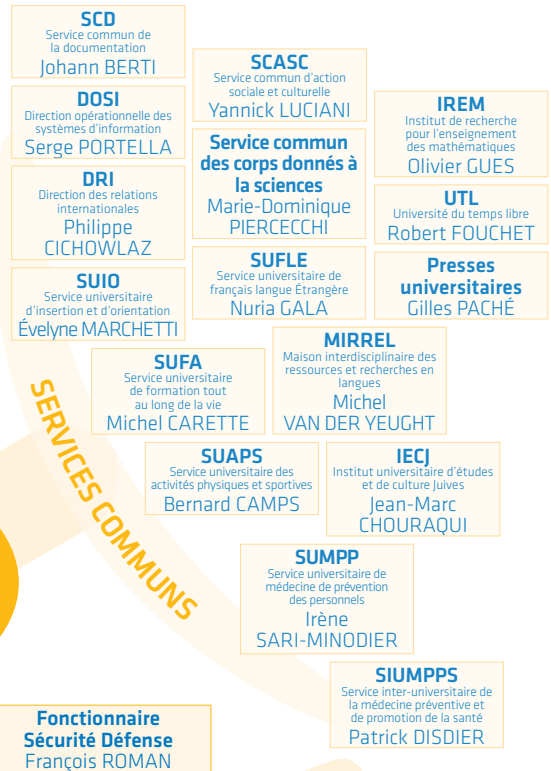 SCD
Service commun de
la documentation
Johann BERTI
DOSI
Direction opérationnelle des
systèmes d'information
Serge PORTELLA
DRI
Direction des relations
internationales
Philippe
CICHOWLAZ
SUIO
Service universitaire
d'insertion et d'orientation
Évelyne MARCHETTI
SCASC
Service commun d'action
sociale et culturelle
Yannick LUCIANI
Service commun
des corps donnés à
la sciences
Marie-Dominique
PIERCECCHI
SUFLE
Service universitaire de
français langue Étrangère
Nuria GALA
IREM
Institut de recherche
pour l'enseignement
des mathématiques
Olivier GUES
UTL
Université du temps libre
Robert FOUCHET
Presses
universitaires
Gilles PACHÉ
SUFA
Service universitaire
de formation tout
au long de la vie
Michel CARETTE
MIRREL
Maison interdisciplinaire des
ressources et recherches en
langues
Michel
VAN DER YEUGHT
SUAPS
Service universitaire des
activités physiques et sportives
Bernard CAMPS
IECJ
Institut universitaire d'études
et de culture Juives
Jean-Marc
CHOURAQUI
SERVICES COMMUNS
SUMPP
Service universitaire de
médecine de prévention
des personnels
Irène
SARI-MINODIER
SIUMPPS
Service inter-universitaire de
la médecine préventive et
de promotion de la santé
Patrick DISDIER
Fonctionnaire
Sécurité Défense
François ROMAN